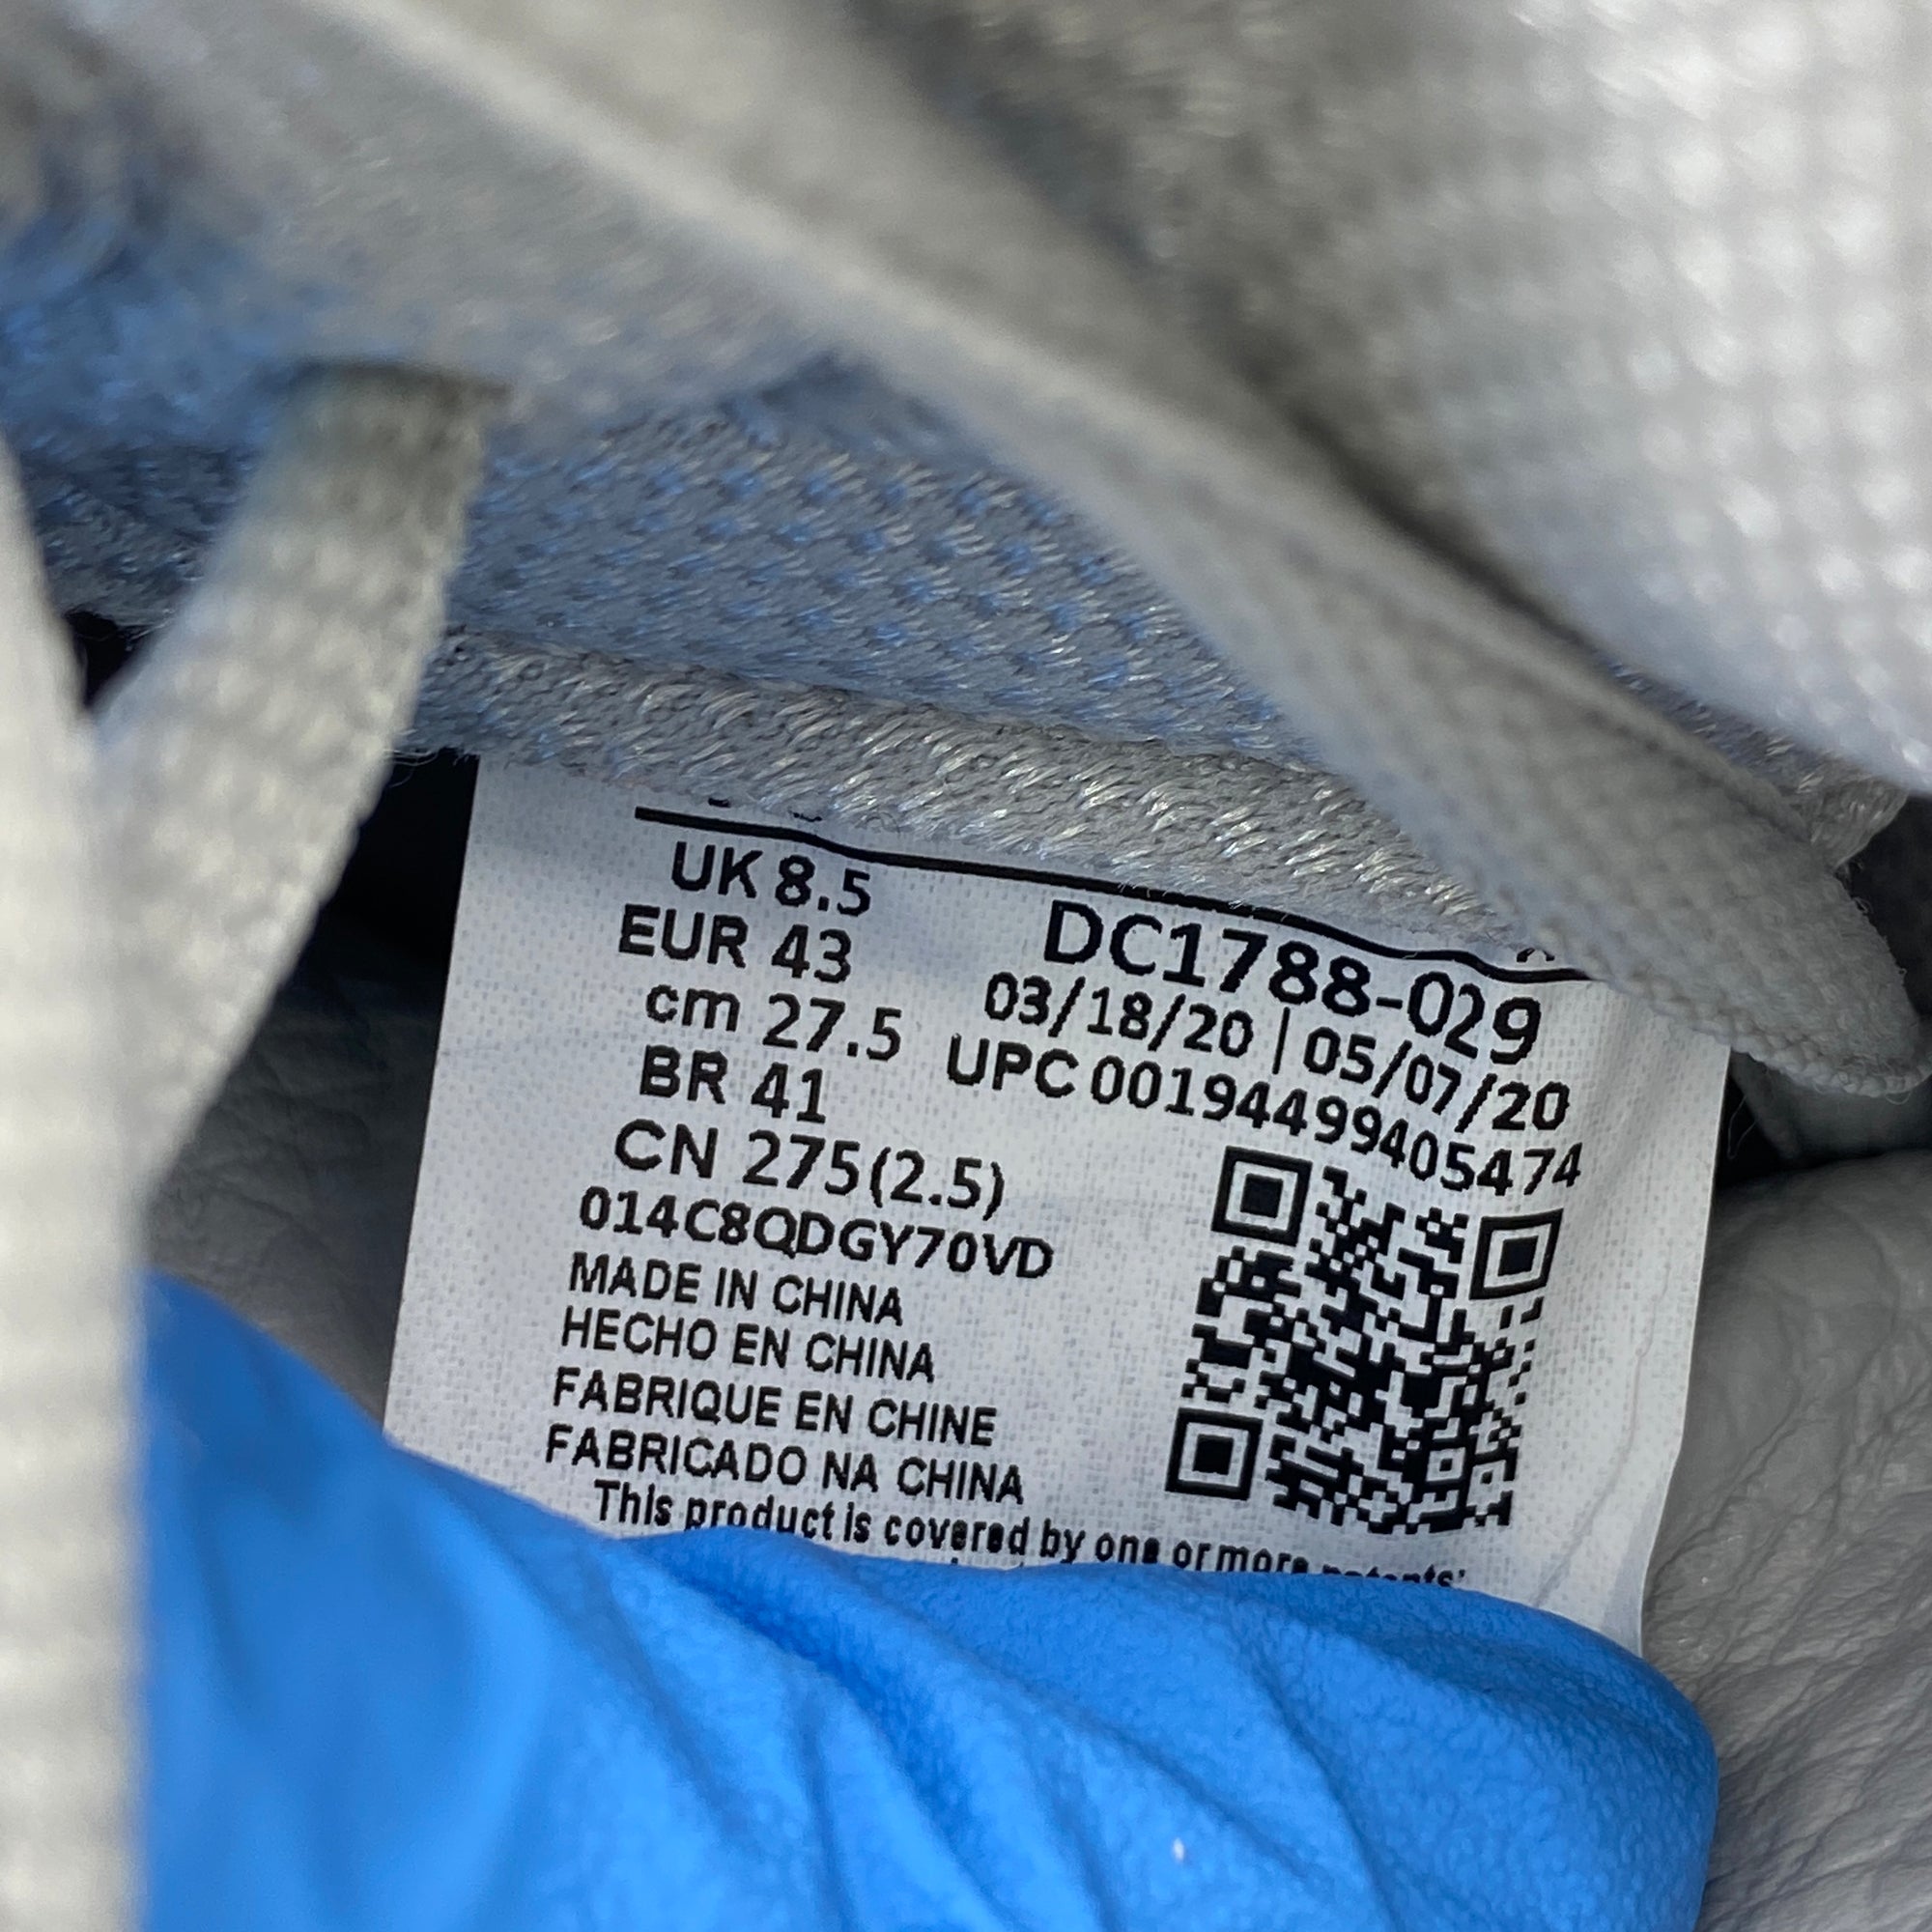 UK 8.5
EUR 43
cm 27.5
BR 41
CN 275(2.5)
014C8QDGY70VD
MADE IN CHINA
HECHO EN CHINA
FABRIQUE EN CHINE
FABRICADO NA CHINA
DC1788-029
03/18/20 | 05/07/20
UPC 00194499405474
This product is covered by one or more patents: